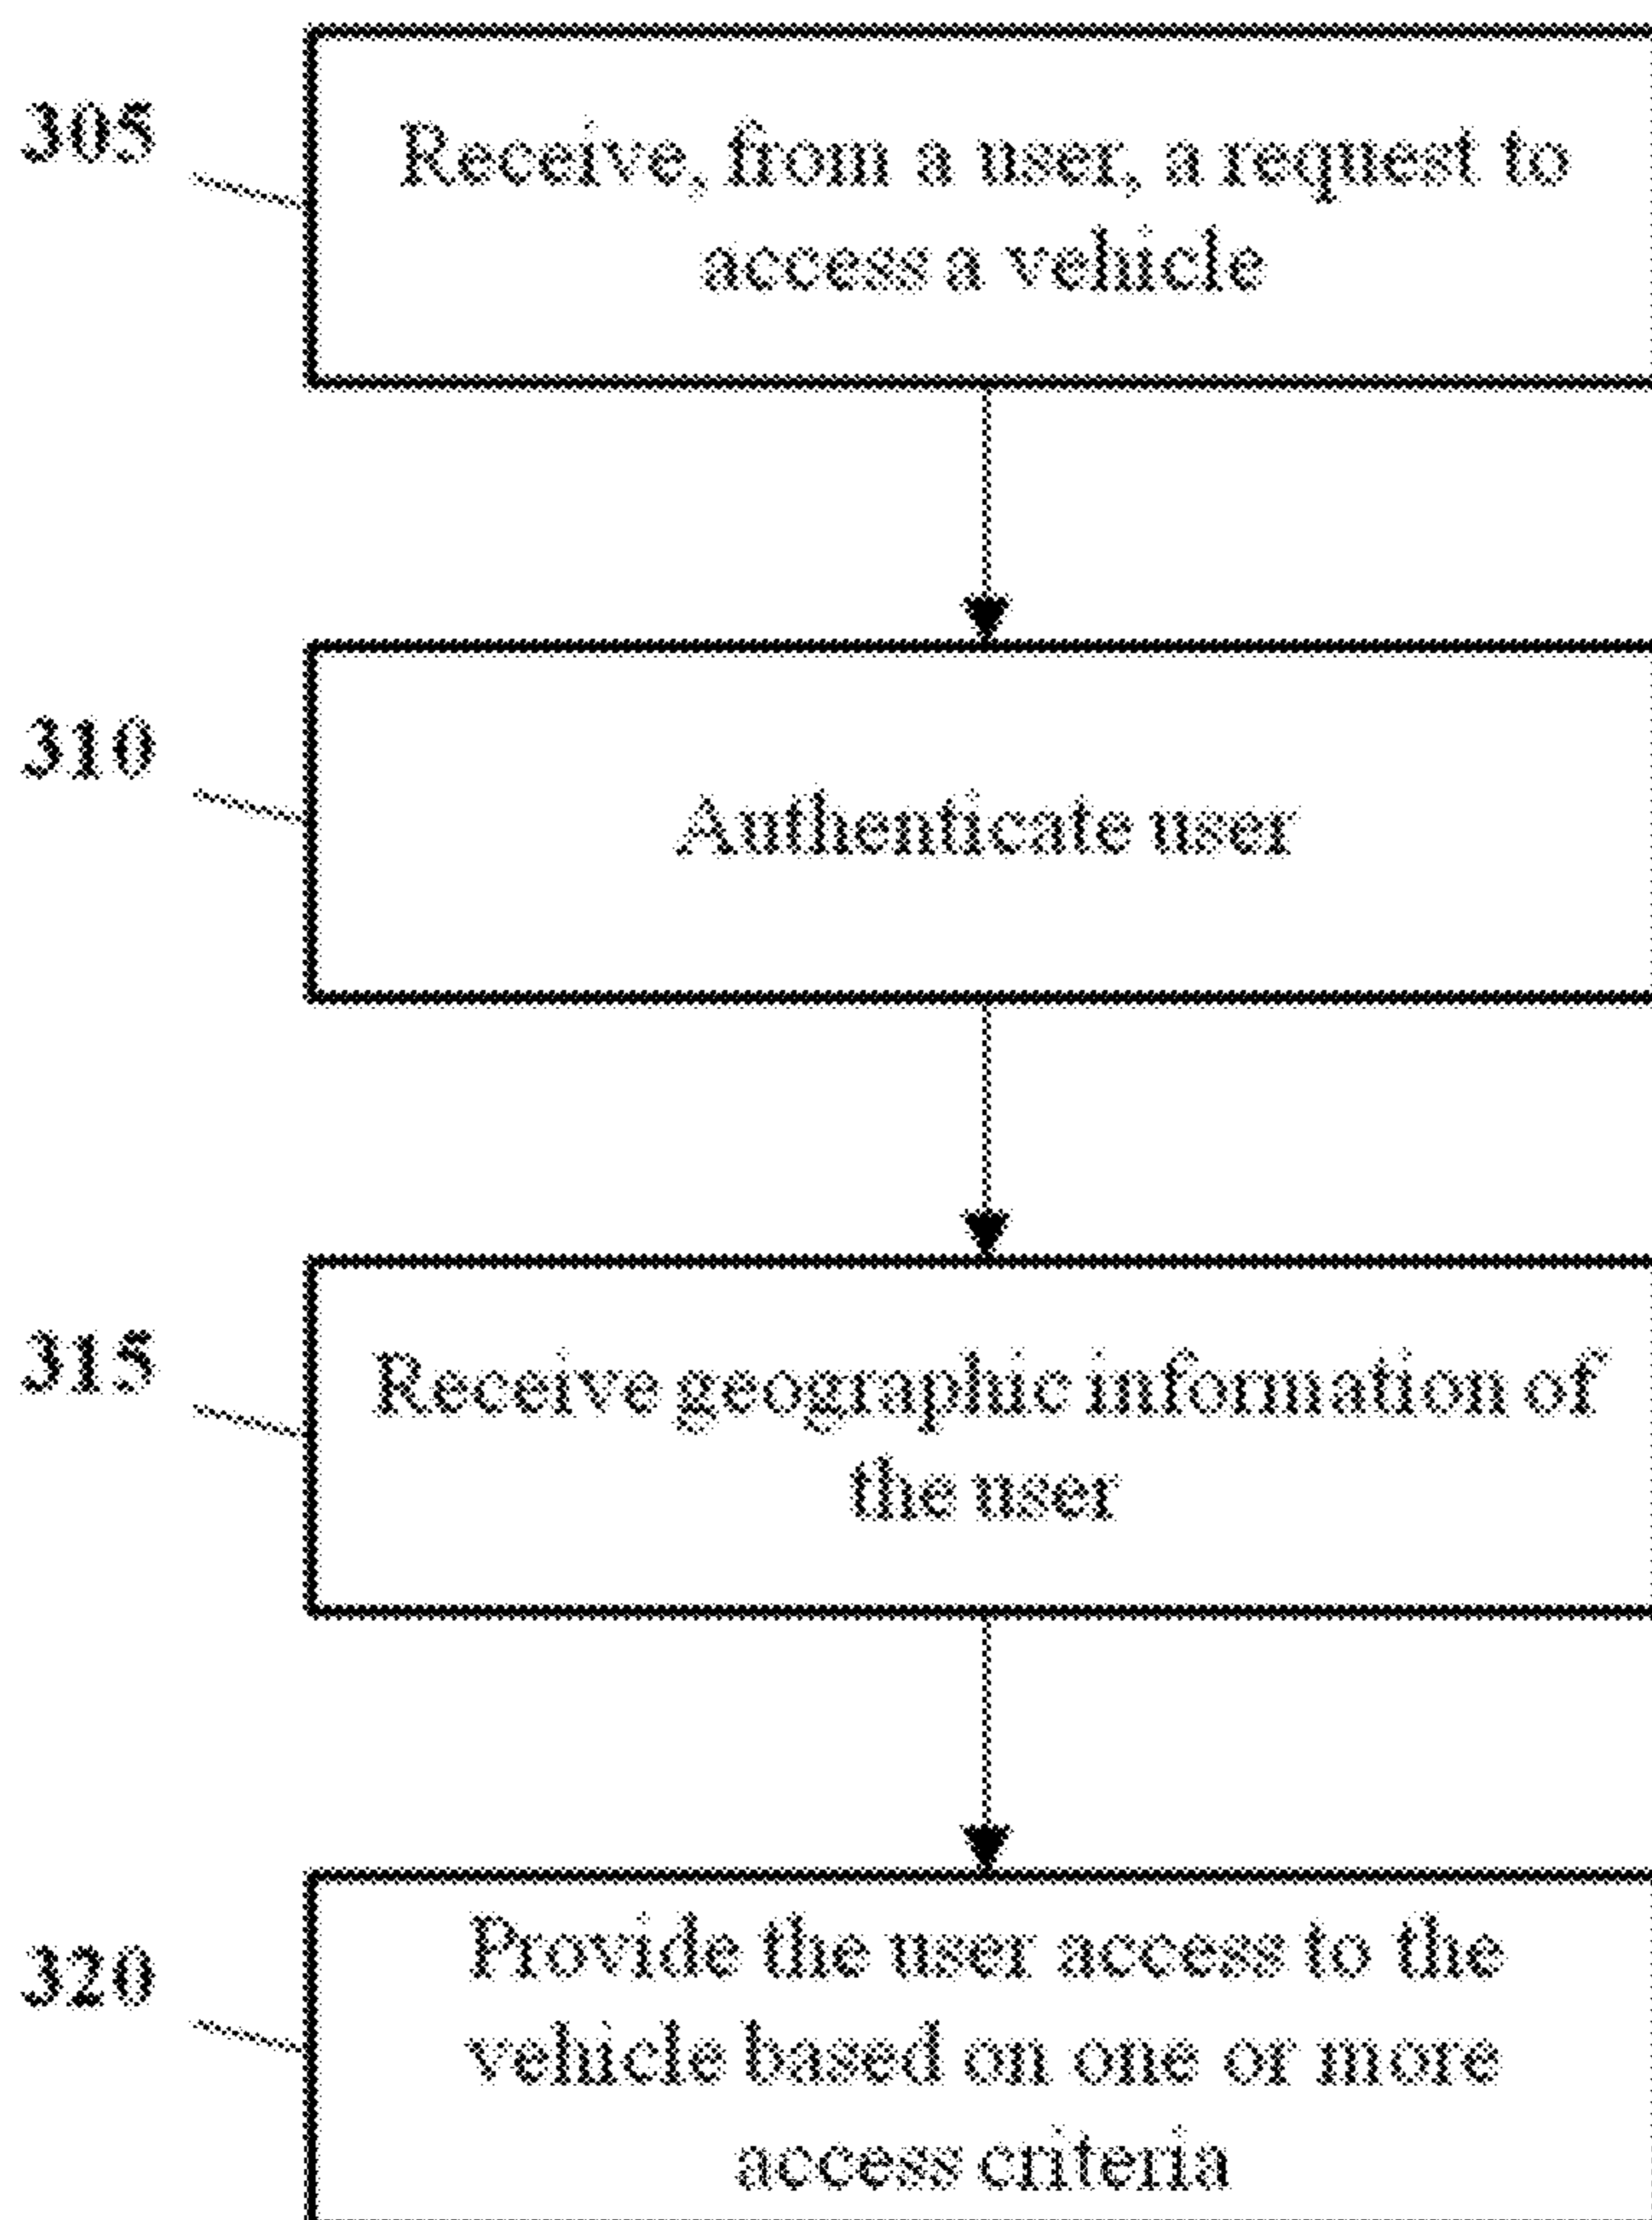 305
Receive, from a user, a request to
access a vehicle
310
Authenticate user
315
Receive geographic information of
the user
320
Provide the user access to the
vehicle based on one or more
access criteria